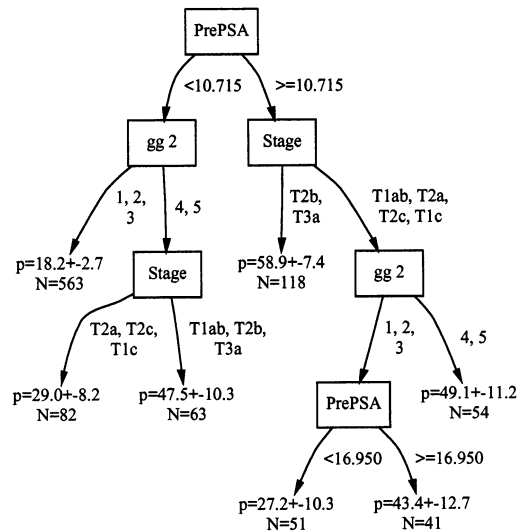 PrePSA
<10.715
>=10.715
gg 2
Stage
1, 2,
3
4, 5
T2b,
T3a
T1ab, T2a,
T2c, T1c
p=18.2+-2.7
N=563
Stage
p=58.9+-7.4
N=118
gg 2
T2a, T2c,
T1c
T1ab, T2b,
T3a
1, 2,
3
4, 5
p=29.0+-8.2
N=82
p=47.5+-10.3
N=63
PrePSA
p=49.1+-11.2
N=54
<16.950
>=16.950
p=27.2+-10.3
N=51
p=43.4+-12.7
N=41